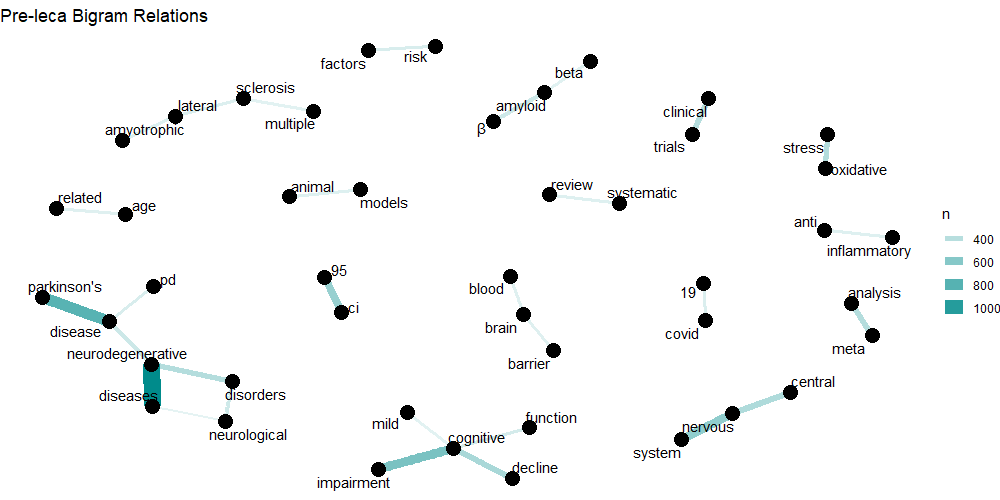 Pre-leca Bigram Relations
factors
risk
beta
sclerosis
lateral
amyloid
clinical
multiple
amyotrophic
β
trials
stress
oxidative
related
age
animal
models
review
systematic
anti
inflammatory
n
400
600
800
1000
parkinson's
pd
disease
95
ci
blood
brain
barrier
19
covid
analysis
meta
neurodegenerative
diseases
disorders
neurological
central
nervous
system
mild
function
cognitive
decline
impairment